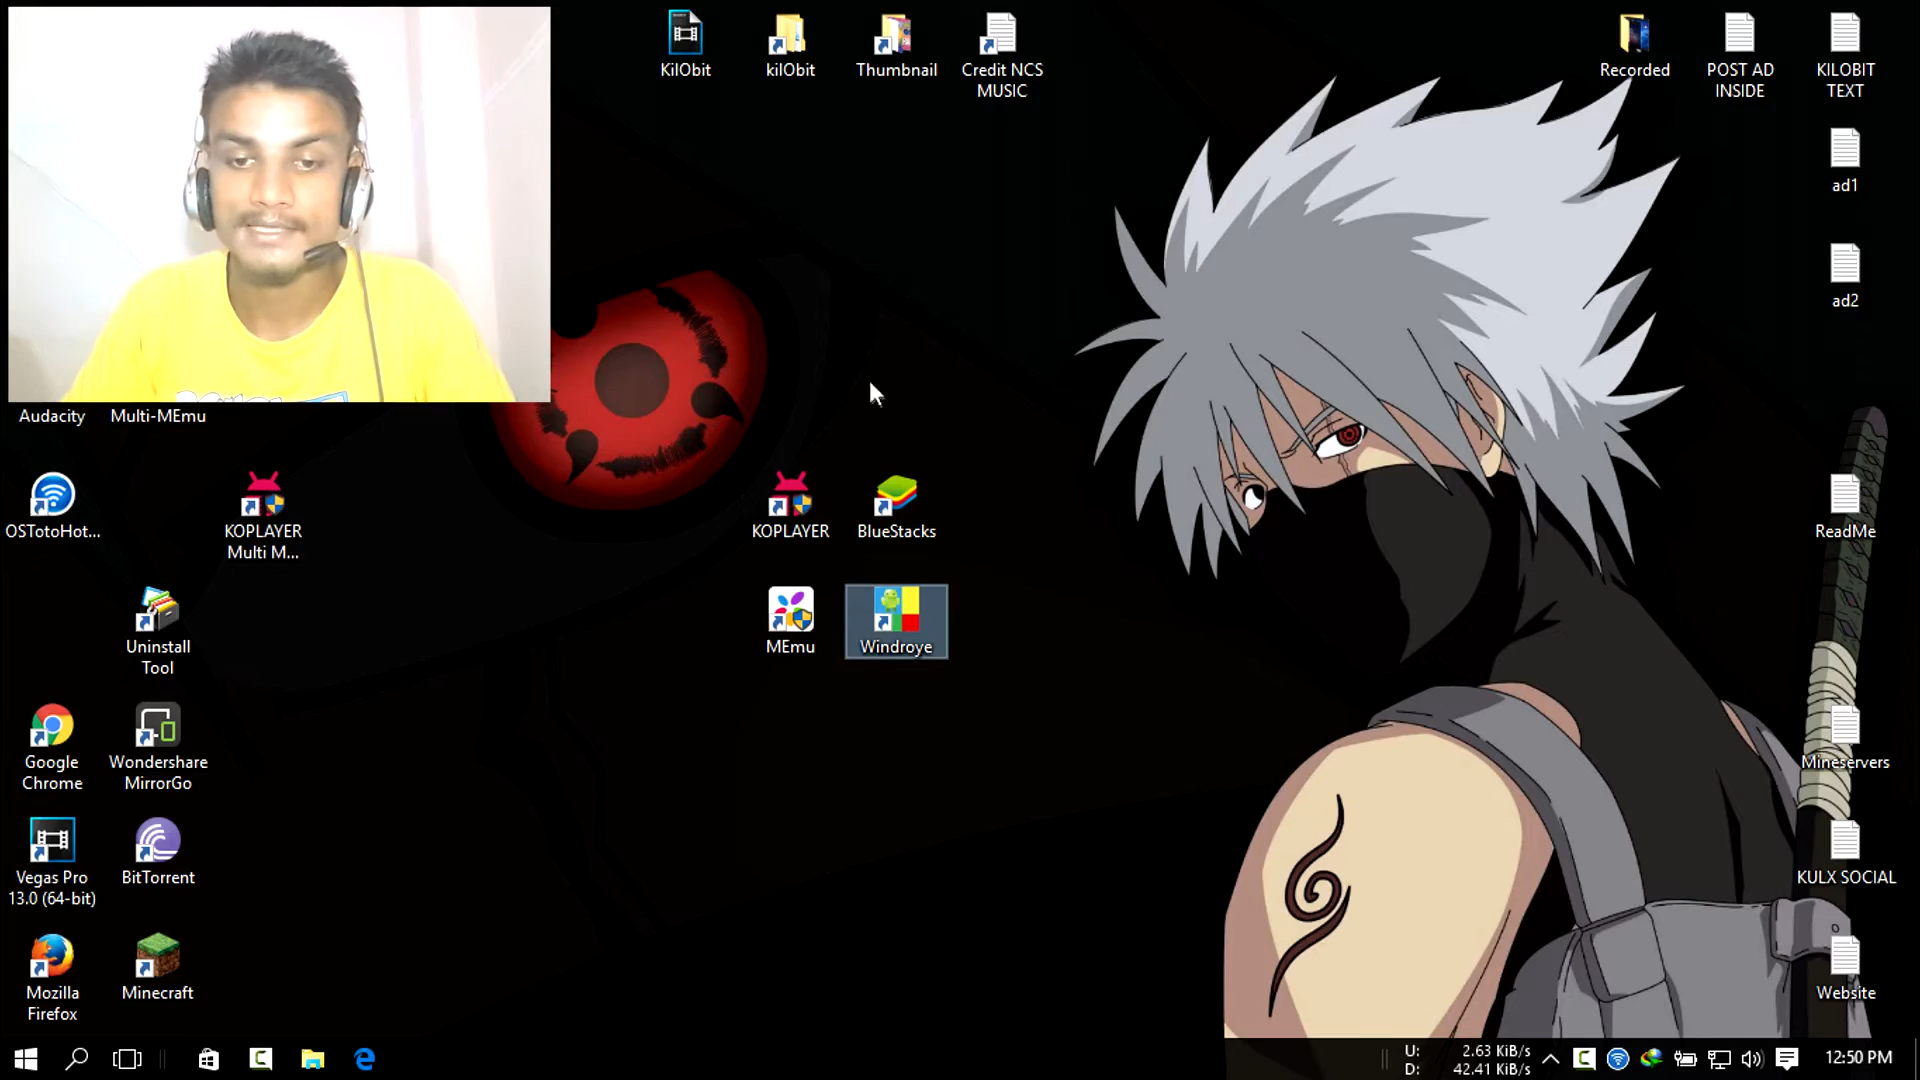 KilObit
kilObit
Thumbnail
Credit NCS
MUSIC
Recorded
POST AD
INSIDE
KILOBIT
TEXT
ad1
ad2
Audacity
Multi-MEmu
OSTotoHot...
KOPLAYER
Multi M...
KOPLAYER
BlueStacks
ReadMe
Uninstall
Tool
MEmu
Windroye
Google
Chrome
Wondershare
MirrorGo
Mineservers
Vegas Pro
13.0 (64-bit)
BitTorrent
KULX SOCIAL
Mozilla
Firefox
Minecraft
Website
U: 2.63 KiB/s
D: 42.41 KiB/s
12:50 PM